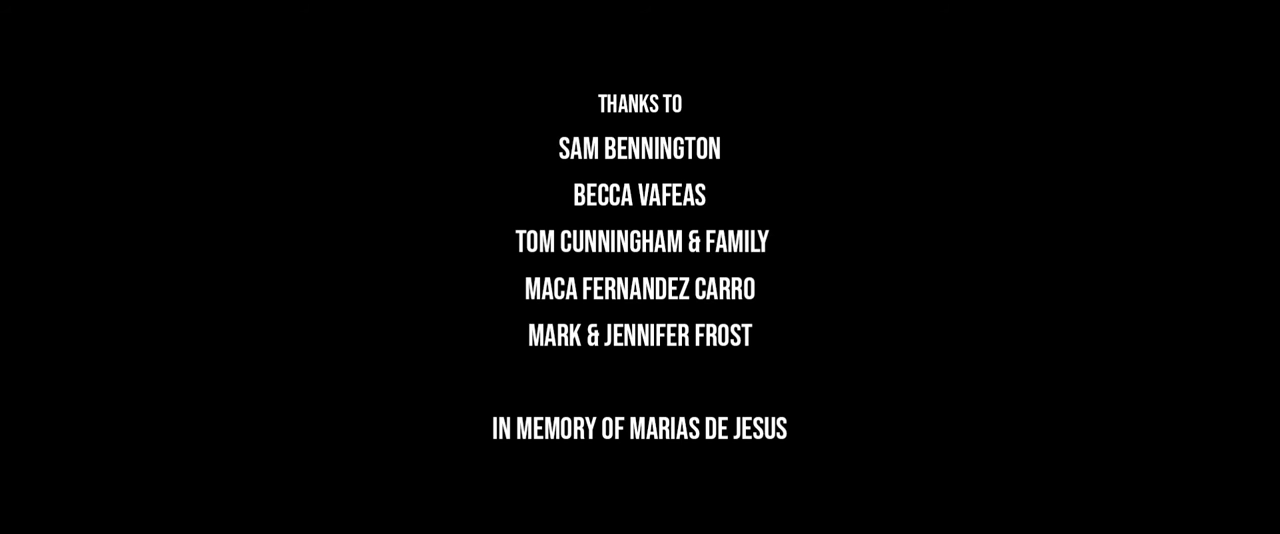 THANKS TO
SAM BENNINGTON
BECCA VAFEAS
TOM CUNNINGHAM & FAMILY
MACA FERNANDEZ CARRO
MARK & JENNIFER FROST
IN MEMORY OF MARIAS DE JESUS